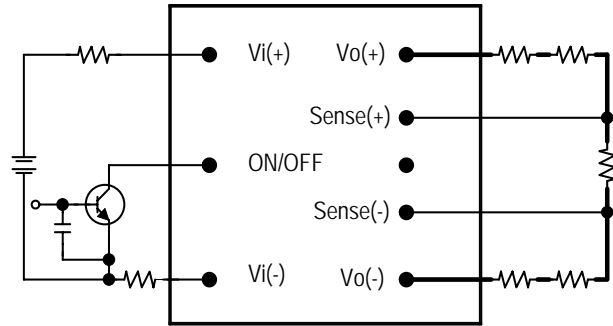 Vi(+) Vo(+)
Sense(+)
ON/OFF
Sense(-)
Vi(-) Vo(-)